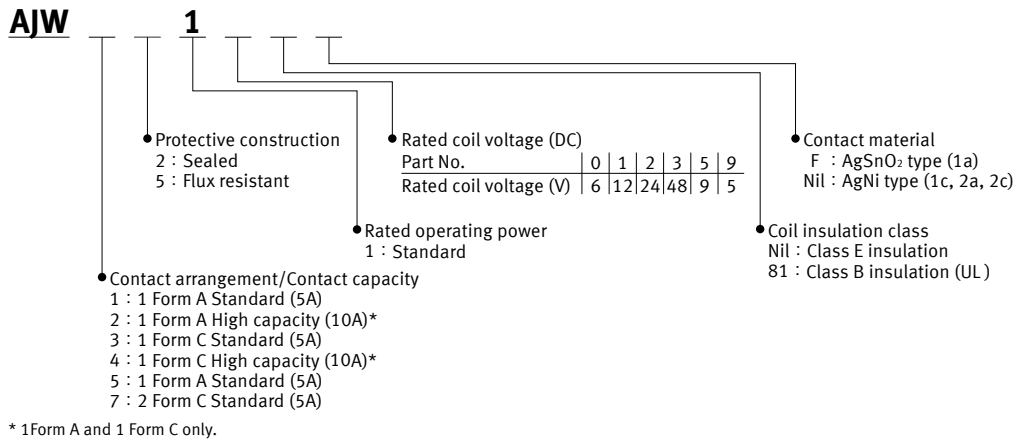 AJW 1
Protective construction
2 : Sealed
5 : Flux resistant
Rated coil voltage (DC)
Part No. 0 1 2 3 5 9
Rated coil voltage (V) 6 12 24 48 9 5
Contact material
F : AgSnO₂ type (1a)
Nil : AgNi type (1c, 2a, 2c)
Rated operating power
1 : Standard
Coil insulation class
Nil : Class E insulation
81 : Class B insulation (UL)
Contact arrangement/Contact capacity
1 : 1 Form A Standard (5A)
2 : 1 Form A High capacity (10A)*
3 : 1 Form C Standard (5A)
4 : 1 Form C High capacity (10A)*
5 : 1 Form A Standard (5A)
7 : 2 Form C Standard (5A)
* 1Form A and 1 Form C only.